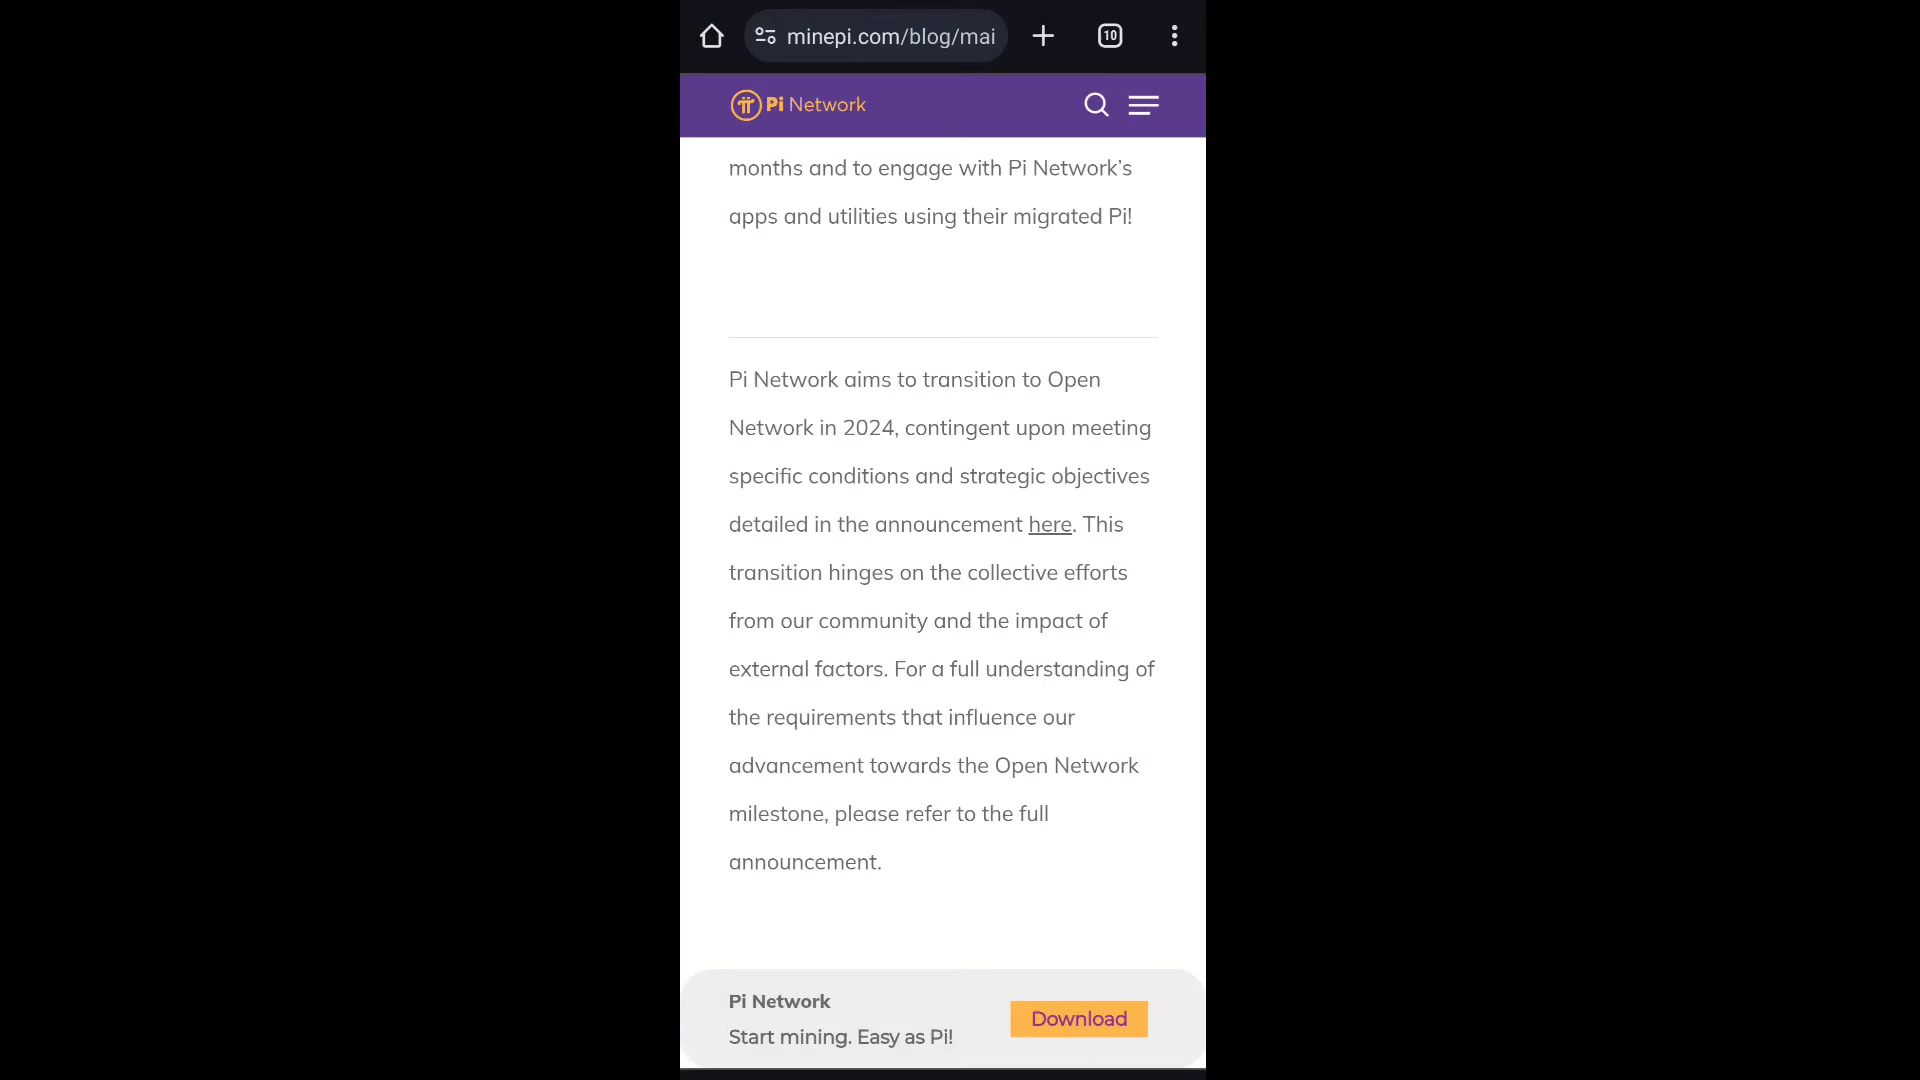 minepi.com/blog/mai
10
Pi Network
months and to engage with Pi Network’s
apps and utilities using their migrated Pi!
Pi Network aims to transition to Open
Network in 2024, contingent upon meeting
specific conditions and strategic objectives
detailed in the announcement here. This
transition hinges on the collective efforts
from our community and the impact of
external factors. For a full understanding of
the requirements that influence our
advancement towards the Open Network
milestone, please refer to the full
announcement.
Pi Network
Start mining. Easy as Pi!
Download